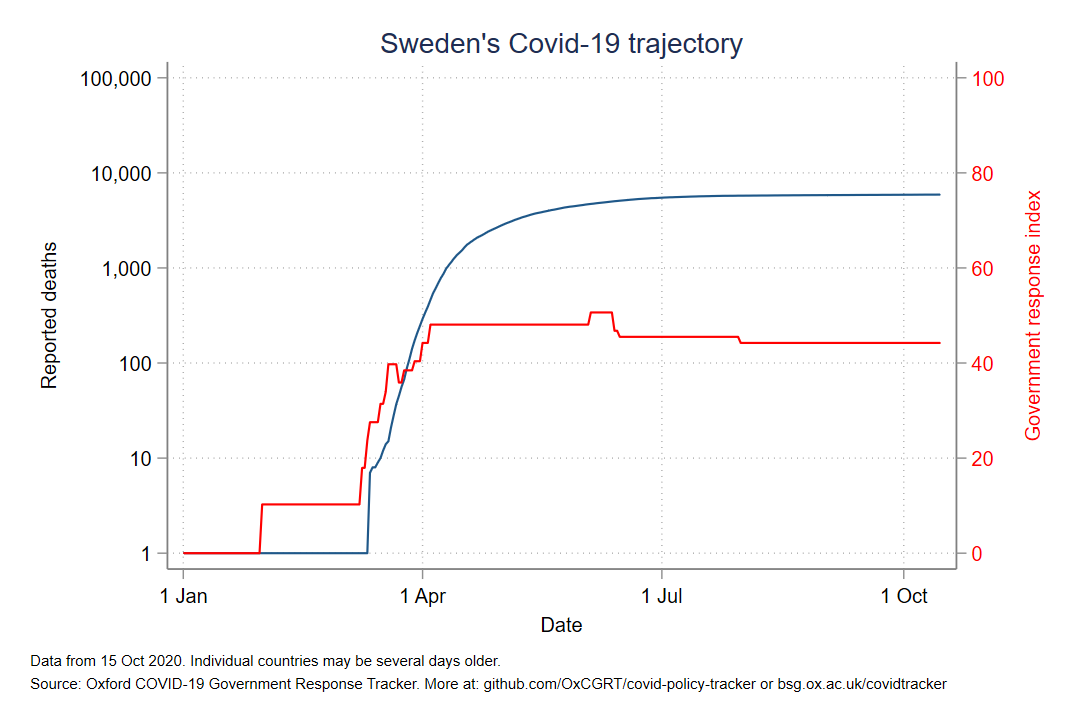 Sweden's Covid-19 trajectory
100,000
10,000
1,000
100
10
1
Reported deaths
100
80
60
40
20
0
Government response index
1 Jan
1 Apr
1 Jul
1 Oct
Date
Data from 15 Oct 2020. Individual countries may be several days older.
Source: Oxford COVID-19 Government Response Tracker. More at: github.com/OxCGRT/covid-policy-tracker or bsg.ox.ac.uk/covidtracker